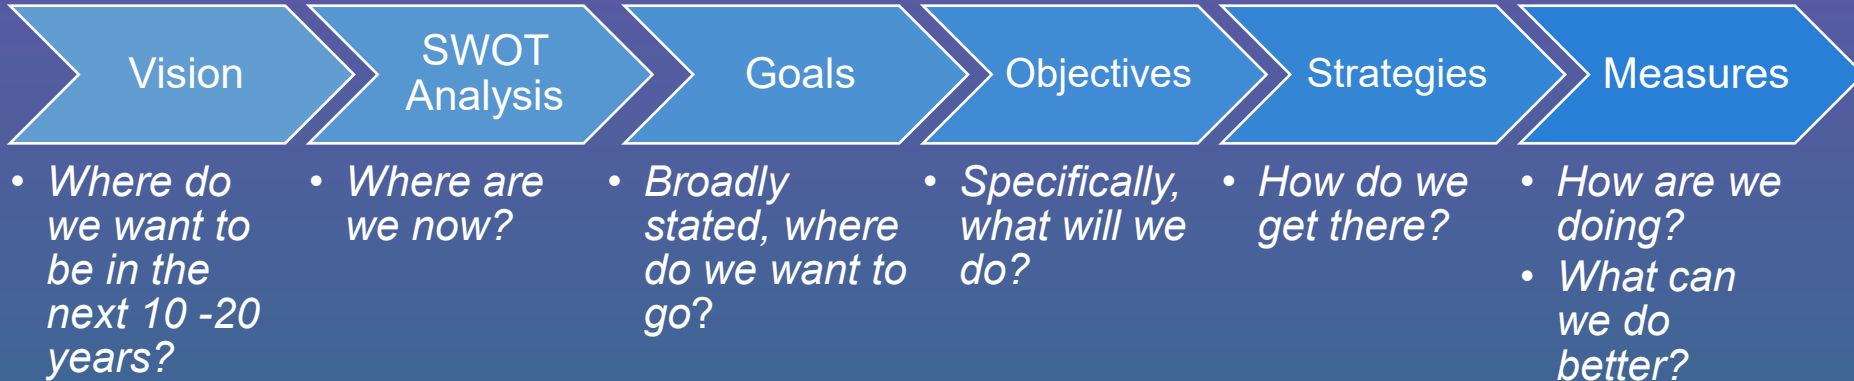 Vision
SWOT
Analysis
Goals
Objectives
Strategies
Measures
• Where do
we want to
be in the
next 10 -20
years?
• Where are
we now?
• Broadly
stated, where
do we want to
go?
• Specifically,
what will we
do?
• How do we
get there?
• How are we
doing?
• What can
we do
better?